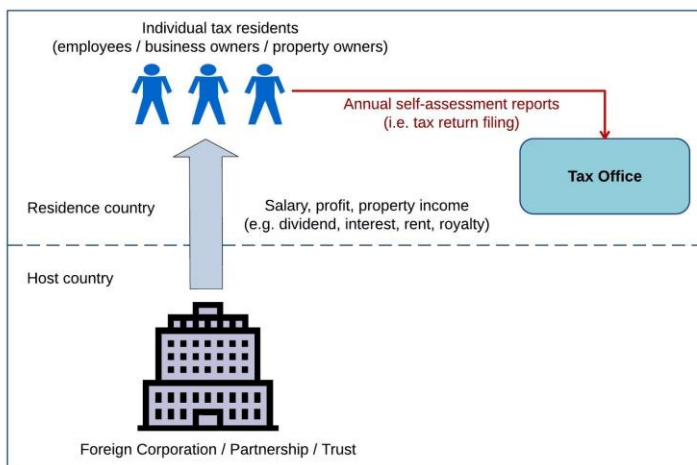 Individual tax residents
(employees / business owners / property owners)
Annual self-assessment reports
(i.e. tax return filing)
Tax Office
Salary, profit, property income
(e.g. dividend, interest, rent, royalty)
Residence country
Host country
Foreign Corporation / Partnership / Trust